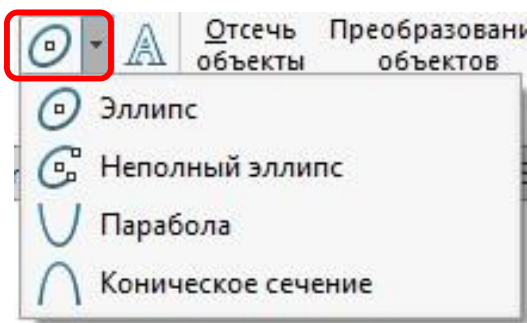 A Отсечь Преобразовани
объекты объектов
Эллипс
Неполный эллипс
Парабола
Коническое сечение